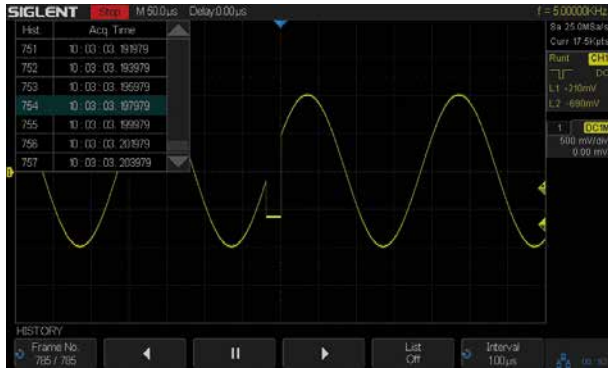 SIGLENT Stop M 50.0us Delay:0.00us f = 5.00000KHz
Sa 25.0MSa/s
Curr 17.5Kpts
Hist. Acq Time
751 10 : 03 : 03. 191979
752 10 : 03 : 03. 193979
753 10 : 03 : 03. 195979
754 10 : 03 : 03. 197979
755 10 : 03 : 03. 199979
756 10 : 03 : 03. 201979
757 10 : 03 : 03. 203979
Runt CH1
DC
L1 -210mV
L2 -690mV
1 DC1M
500 mV/div
0.00 mV
HISTORY
Frame No.
785 / 785
List
Off
Interval
100μs